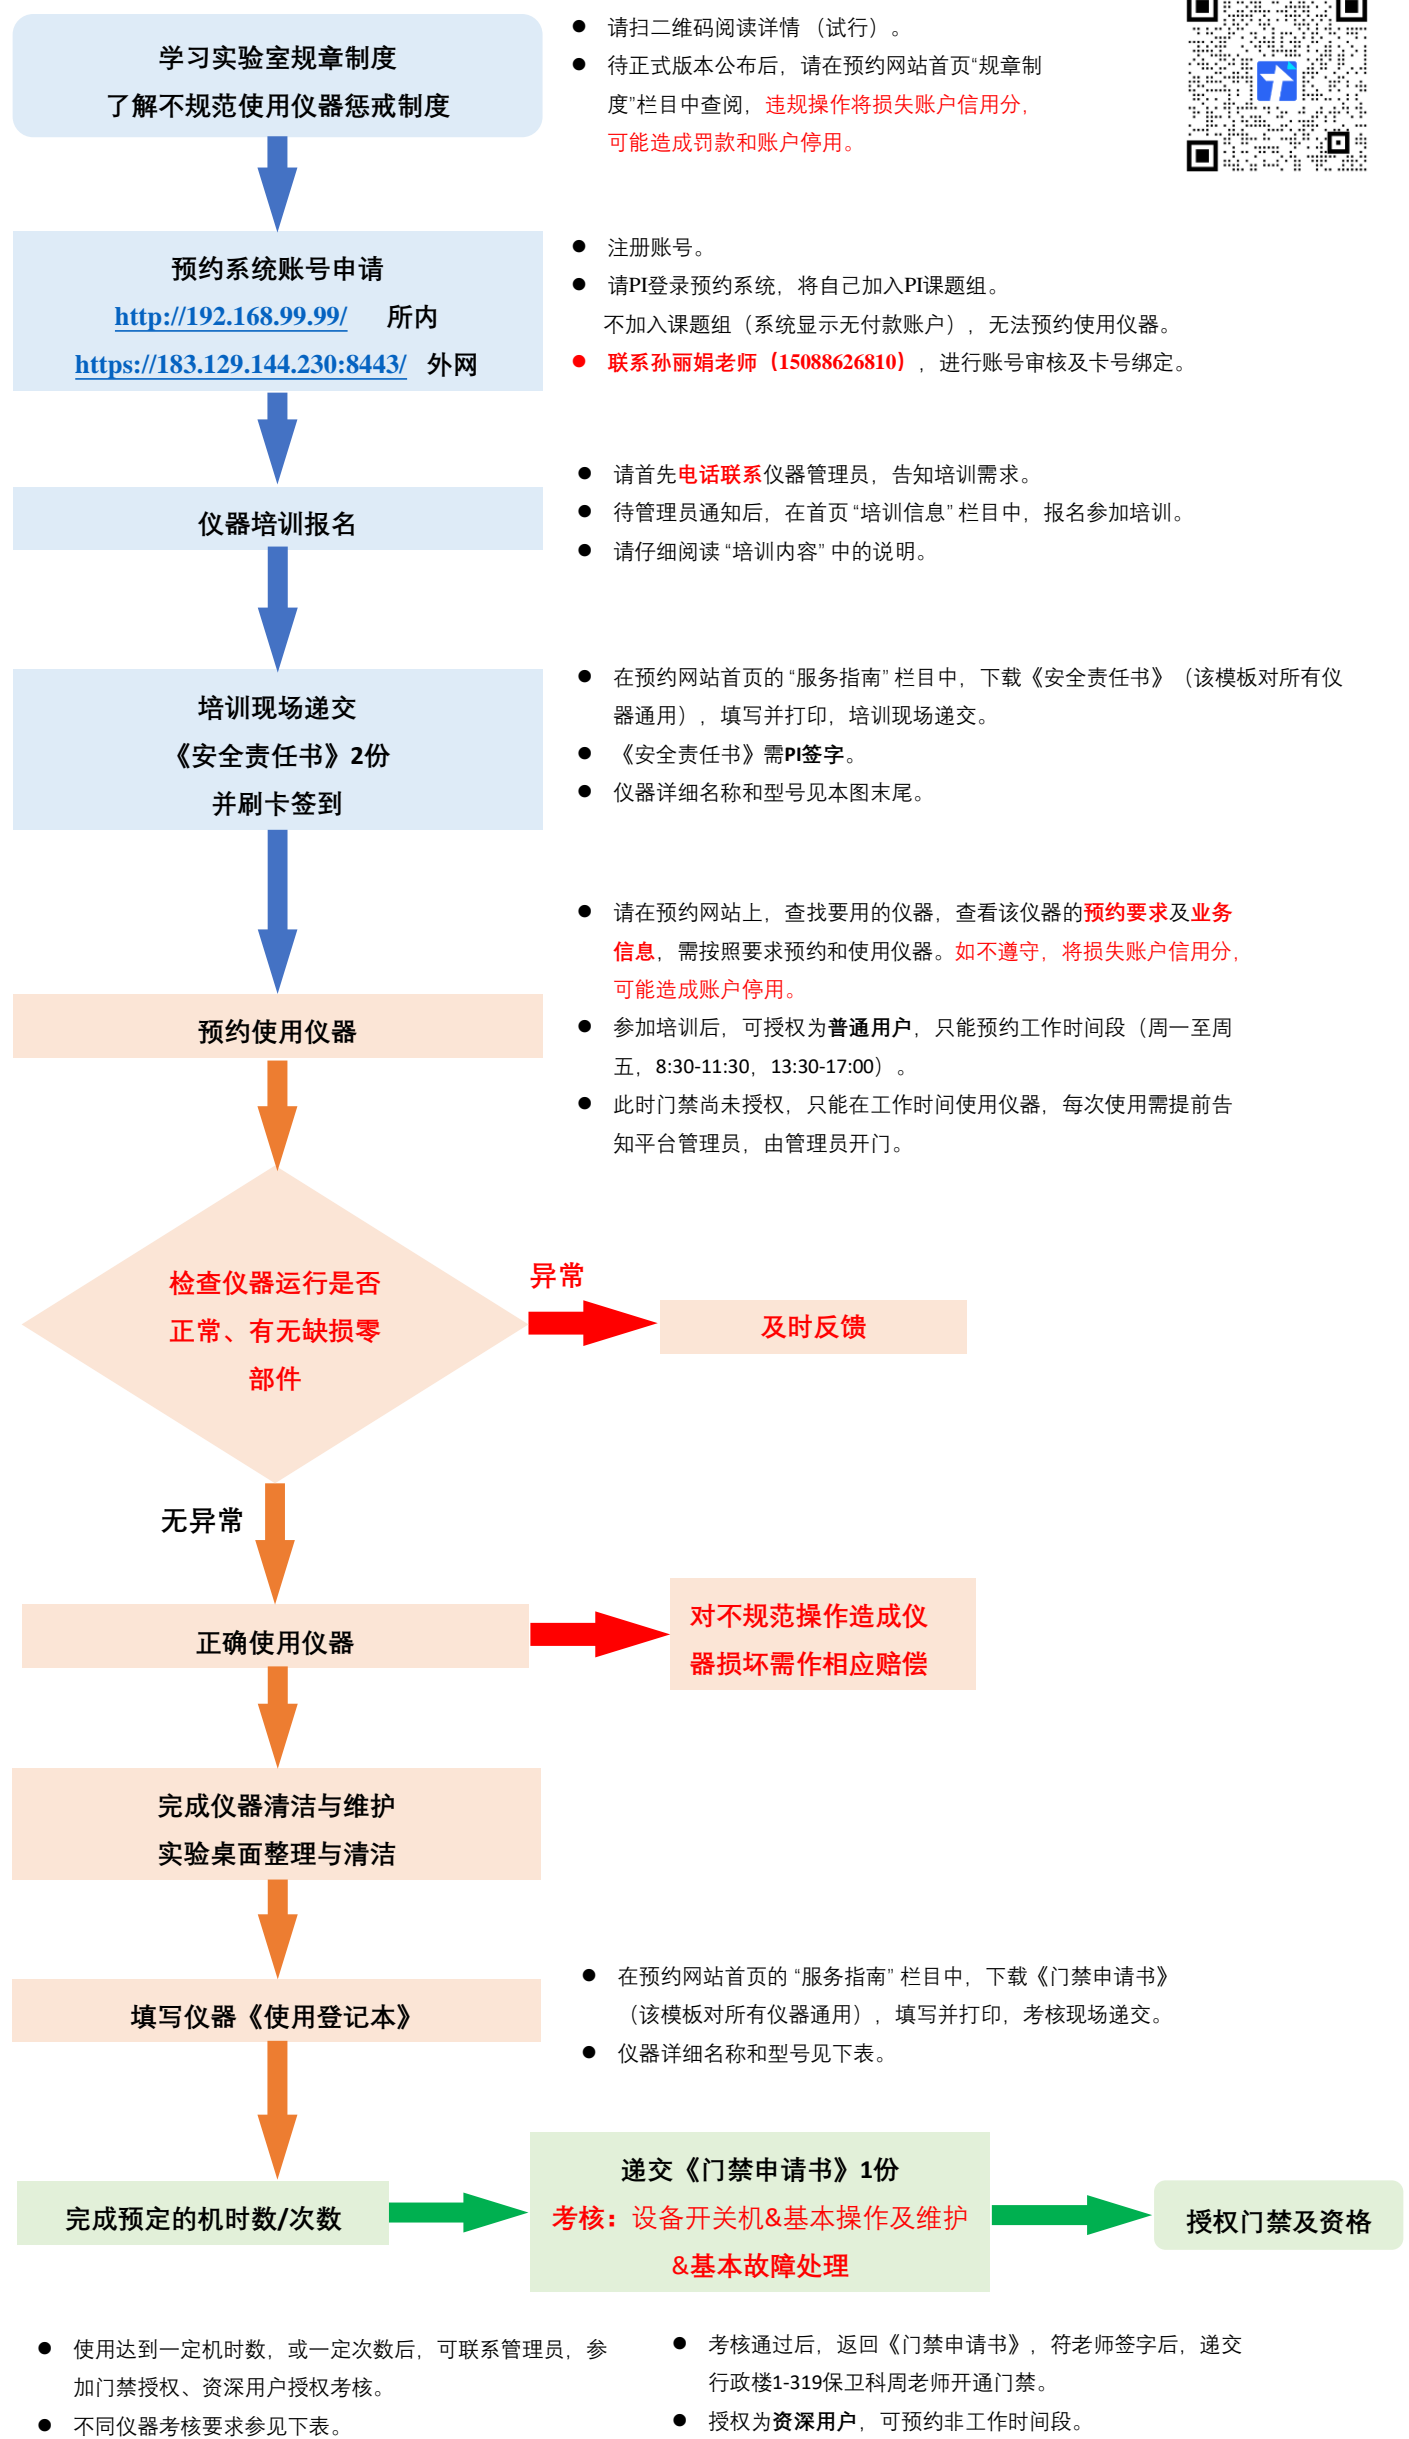 学习实验室规章制度
了解不规范使用仪器惩戒制度
● 请扫二维码阅读详情 （试行）。
● 待正式版本公布后，请在预约网站首页“规章制
度”栏目中查阅，违规操作将损失账户信用分，
可能造成罚款和账户停用。
预约系统账号申请
http://192.168.99.99/ 所内
https://183.129.144.230:8443/ 外网
● 注册账号。
● 请PI登录预约系统，将自己加入PI课题组。
不加入课题组（系统显示无付款账户），无法预约使用仪器。
● 联系孙丽娟老师（15088626810），进行账号审核及卡号绑定。
仪器培训报名
● 请首先电话联系仪器管理员，告知培训需求。
● 待管理员通知后，在首页 “培训信息” 栏目中，报名参加培训。
● 请仔细阅读 “培训内容” 中的说明。
培训现场递交
《安全责任书》2份
并刷卡签到
● 在预约网站首页的 “服务指南” 栏目中，下载《安全责任书》（该模板对所有仪
器通用），填写并打印，培训现场递交。
● 《安全责任书》需PI签字。
● 仪器详细名称和型号见本图末尾。
预约使用仪器
● 请在预约网站上，查找要用的仪器，查看该仪器的预约要求及业务
信息，需按照要求预约和使用仪器。如不遵守，将损失账户信用分，
可能造成账户停用。
● 参加培训后，可授权为普通用户，只能预约工作时间段（周一至周
五，8:30-11:30，13:30-17:00）。
● 此时门禁尚未授权，只能在工作时间使用仪器，每次使用需提前告
知平台管理员，由管理员开门。
检查仪器运行是否
正常、有无缺损零
部件
异常
及时反馈
无异常
正确使用仪器
对不规范操作造成仪
器损坏需作相应赔偿
完成仪器清洁与维护
实验桌面整理与清洁
填写仪器《使用登记本》
● 在预约网站首页的 “服务指南” 栏目中，下载《门禁申请书》
（该模板对所有仪器通用），填写并打印，考核现场递交。
● 仪器详细名称和型号见下表。
完成预定的机时数/次数
递交《门禁申请书》1份
考核：设备开关机&基本操作及维护
&基本故障处理
授权门禁及资格
● 使用达到一定机时数，或一定次数后，可联系管理员，参
加门禁授权、资深用户授权考核。
● 不同仪器考核要求参见下表。
● 考核通过后，返回《门禁申请书》，符老师签字后，递交
行政楼1-319保卫科周老师开通门禁。
● 授权为资深用户，可预约非工作时间段。